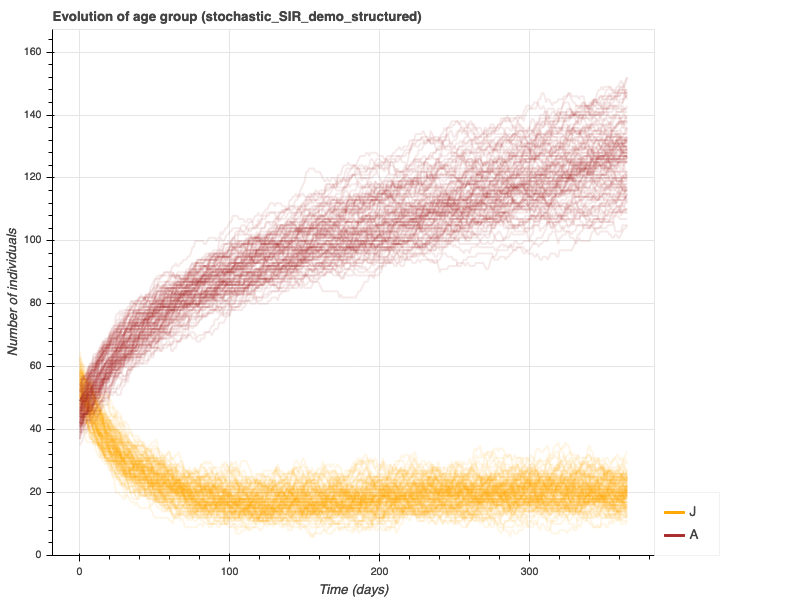 Evolution of age group (stochastic_SIR_demo_structured)
160
140
120
100
80
60
40
20
0
Number of individuals
0 100 200 300
Time (days)
J
A